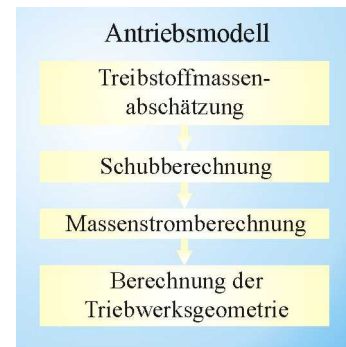 Antriebsmodell
Treibstoffmassen-
abschätzung
Schubberechnung
Massenstromberechnung
Berechnung der
Triebwerksgeometrie